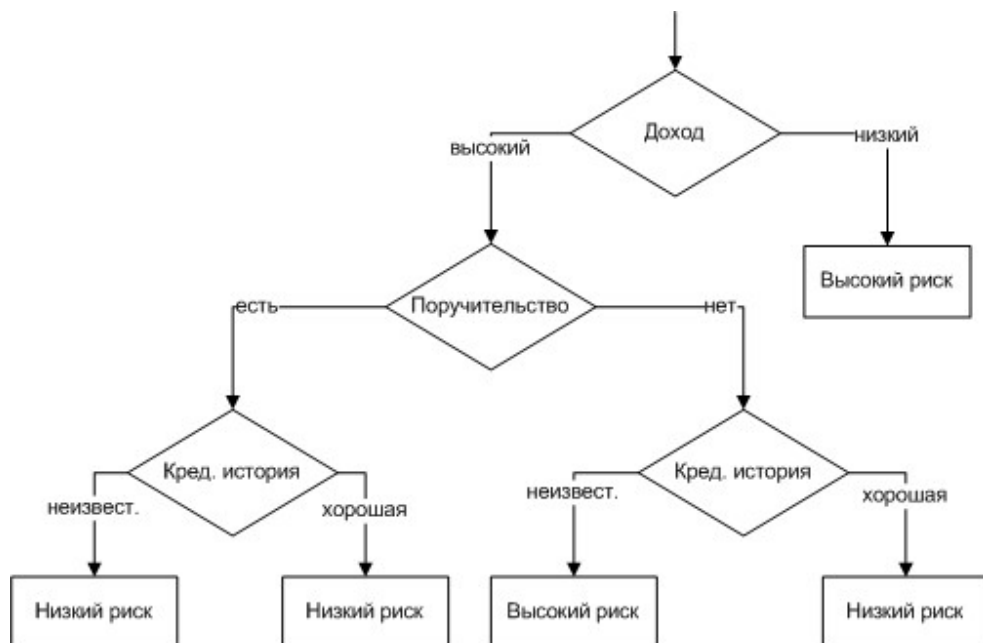 Доход
высокий
низкий
Высокий риск
Поручительство
есть
нет
Кред. история
Кред. история
неизвест.
хорошая
неизвест.
хорошая
Низкий риск
Низкий риск
Высокий риск
Низкий риск